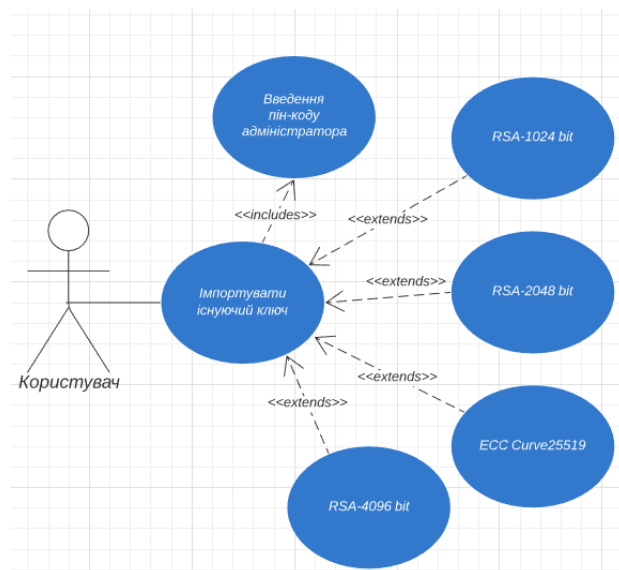 Введення
пін-коду
адміністратора
RSA-1024 bit
<<includes>>
<<extends>>
<<extends>>
RSA-2048 bit
Імпортувати
існуючий ключ
Користувач
<<extends>>
<<extends>>
ECC Curve25519
RSA-4096 bit